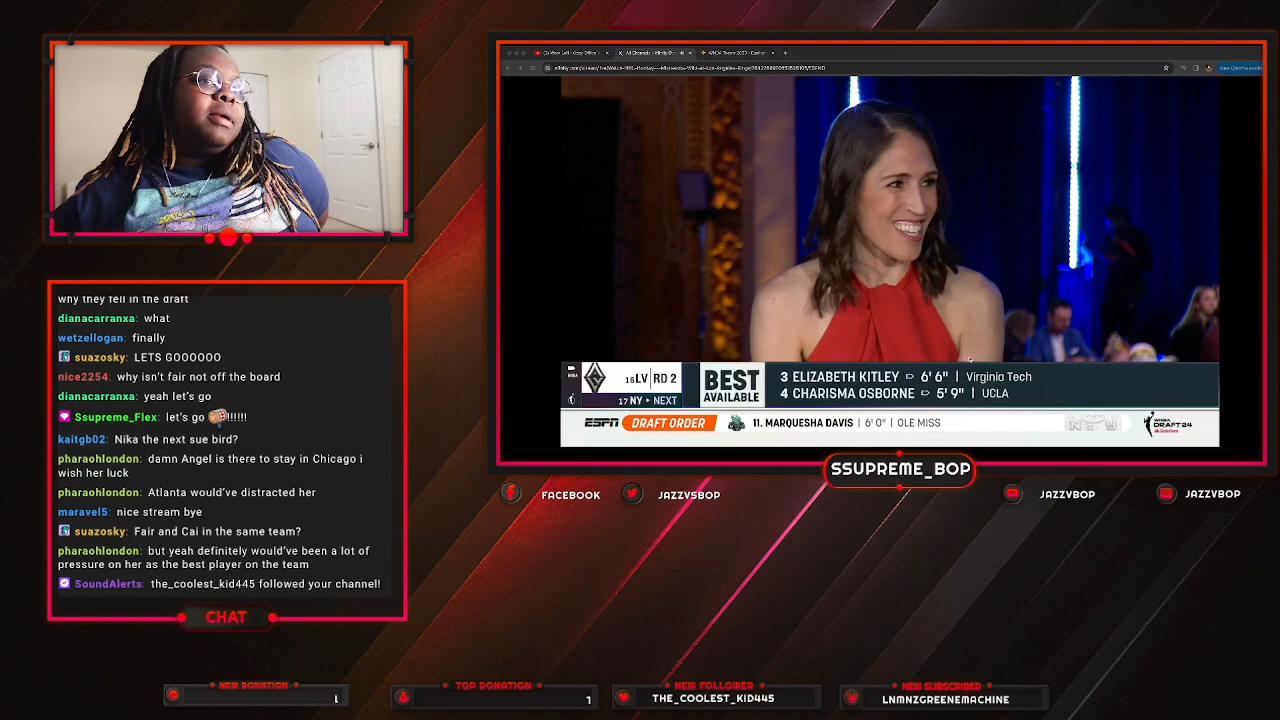 why they fell in the draft
dianacarranxa: what
wetzellogan: finally
suazosky: LETS GOOOOOO
nice2254: why isn't fair not off the board
dianacarranxa: yeah let's go
Ssupreme_Flex: let's go !!!!!
kaitgb02: Nika the next sue bird?
pharaohlondon: damn Angel is there to stay in Chicago i
wish her luck
pharaohlondon: Atlanta would've distracted her
maravel5: nice stream bye
suazosky: Fair and Cai in the same team?
pharaohlondon: but yeah definitely would've been a lot of
pressure on her as the best player on the team
SoundAlerts: the_coolest_kid445 followed your channel!
CHAT
16 LV RD 2
17 NY NEXT
BEST
AVAILABLE
3 ELIZABETH KITLEY 6' 6" | Virginia Tech
4 CHARISMA OSBORNE 5' 9" | UCLA
ESPN DRAFT ORDER 11. MARQUESHA DAVIS | 6' 0" | OLE MISS
WNBA
DRAFT'24
SSUPREME_BOP
FACEBOOK
JAZZVSBOP
JAZZVBOP
JAZZVBOP
NEW DONATION
TOP DONATION
1
NEW FOLLOWER
THE_COOLEST_KID445
NEW SUBSCRIBER
LNMNZGREENEMACHINE